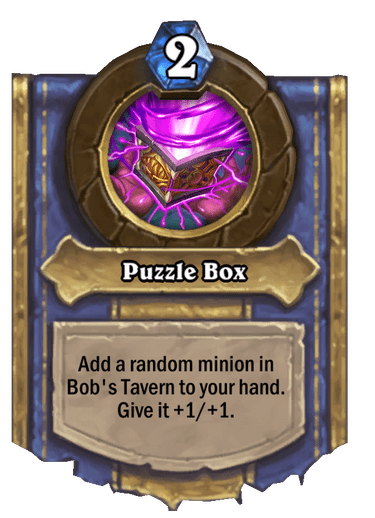 2
Puzzle Box
Add a random minion in
Bob's Tavern to your hand.
Give it +1/+1.